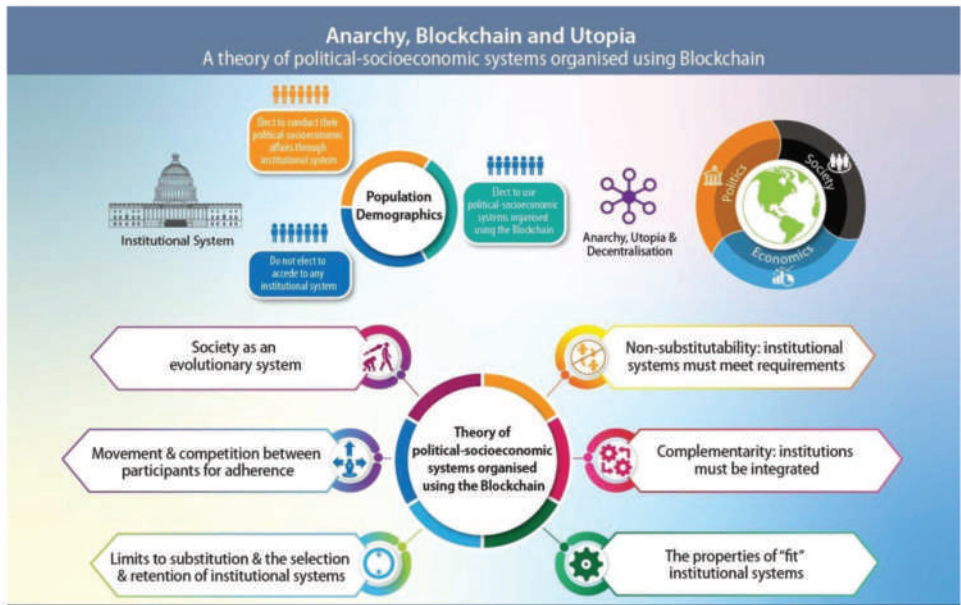 Anarchy, Blockchain and Utopia
A theory of political-socioeconomic systems organised using Blockchain
Elect to conduct their
political-socioeconomic
affairs through
institutional system
Institutional System
Population
Demographics
Elect to use
political-socioeconomic
systems organised
using the Blockchain
Do not elect to
accede to any
institutional system
Anarchy, Utopia &
Decentralisation
Politics
Society
Economics
Society as an
evolutionary system
Non-substitutability: institutional
systems must meet requirements
Movement & competition between
participants for adherence
Theory of
political-socioeconomic
systems organised
using the Blockchain
Complementarity: institutions
must be integrated
Limits to substitution & the selection
& retention of institutional systems
The properties of "fit"
institutional systems